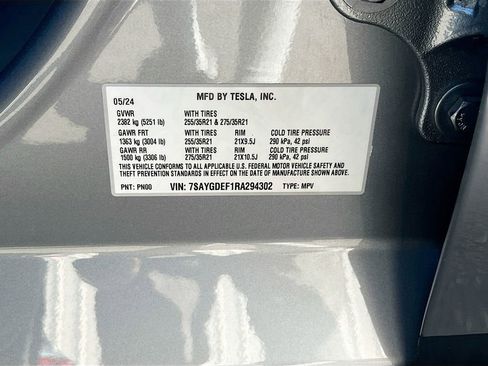 MFD BY TESLA, INC.
05/24
GVWR WITH TIRES
2382 kg (5251 lb) 255/35R21 & 275/35R21
GAWR FRT WITH TIRES RIM COLD TIRE PRESSURE
1363 kg (3004 lb) 255/35R21 21X9.5J 290 kPa, 42 psi
GAWR RR WITH TIRES RIM COLD TIRE PRESSURE
1500 kg (3306 lb) 275/35R21 21X10.5J 290 kPa, 42 psi
THIS VEHICLE CONFORMS TO ALL APPLICABLE U.S. FEDERAL MOTOR VEHICLE SAFETY
AND THEFT PREVENTION STANDARDS IN EFFECT ON THE
DATE OF MANUFACTURE SHOWN ABOVE.
PNT: PN00 VIN: 7SAYGDEF1RA294302 TYPE: MPV